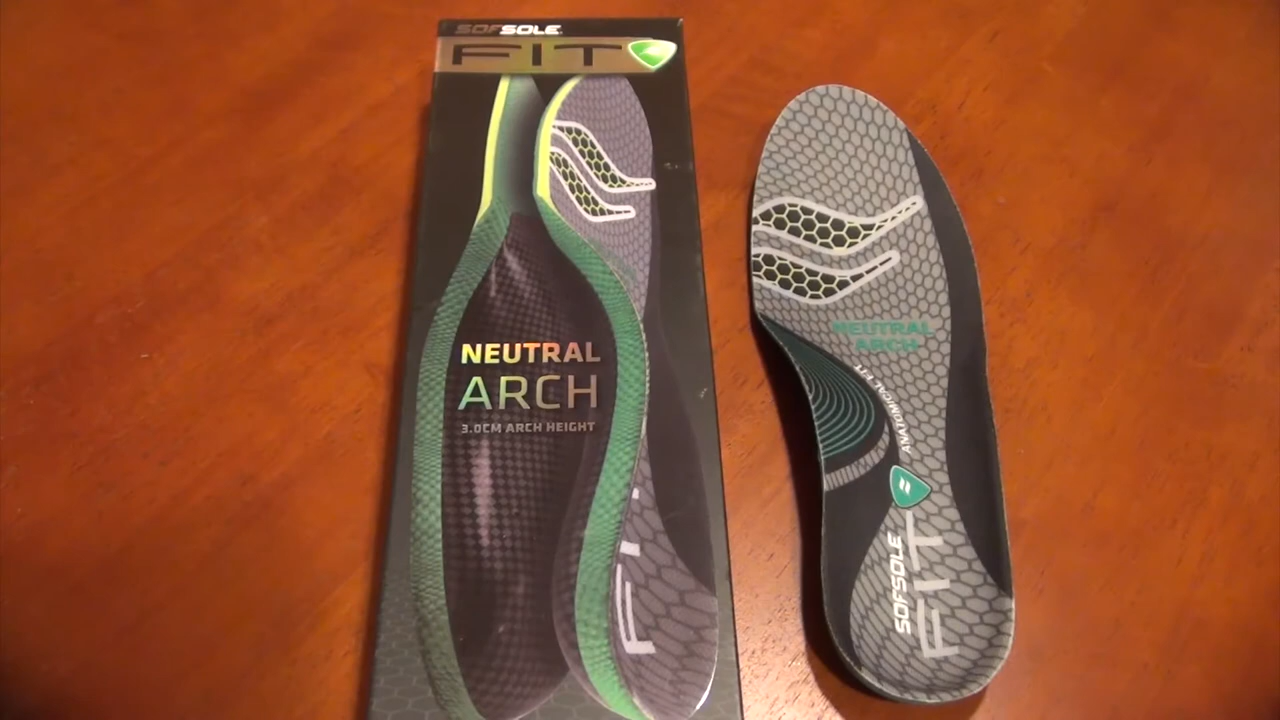 SOFSOLE
FIT
NEUTRAL
ARCH
3.0CM ARCH HEIGHT
FIT
NEUTRAL
ARCH
ANATOMICAL FIT
SOFSOLE
FIT